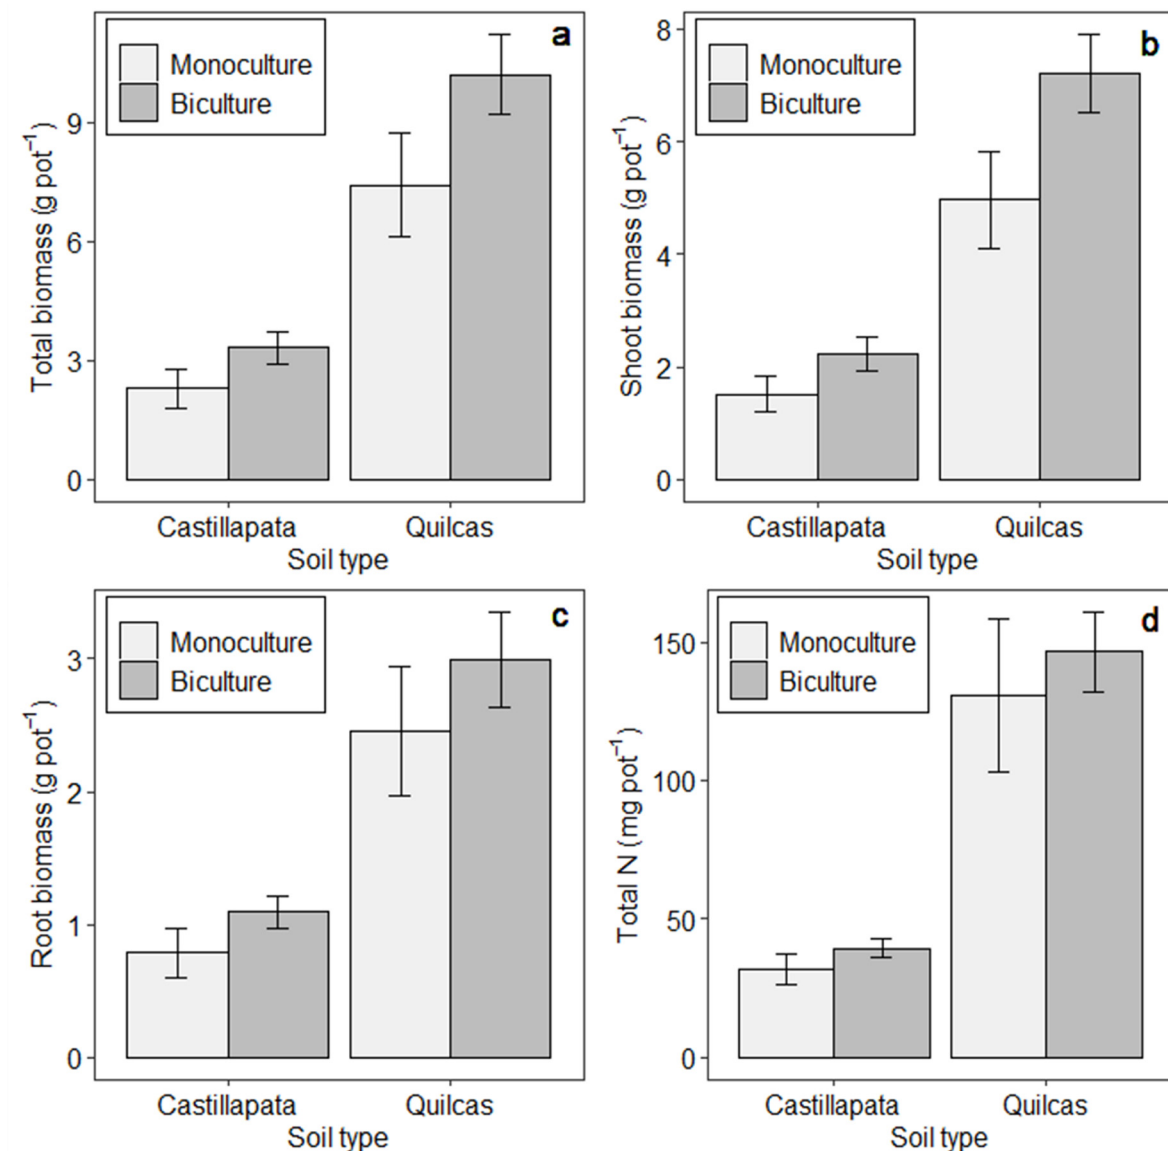 a
Monoculture
Biculture
Total biomass (g pot⁻¹)
9
6
3
0
Castillapata Quilcas
Soil type
b
Monoculture
Biculture
Shoot biomass (g pot⁻¹)
8
6
4
2
0
Castillapata Quilcas
Soil type
c
Monoculture
Biculture
Root biomass (g pot⁻¹)
3
2
1
0
Castillapata Quilcas
Soil type
d
Monoculture
Biculture
Total N (mg pot⁻¹)
150
100
50
0
Castillapata Quilcas
Soil type